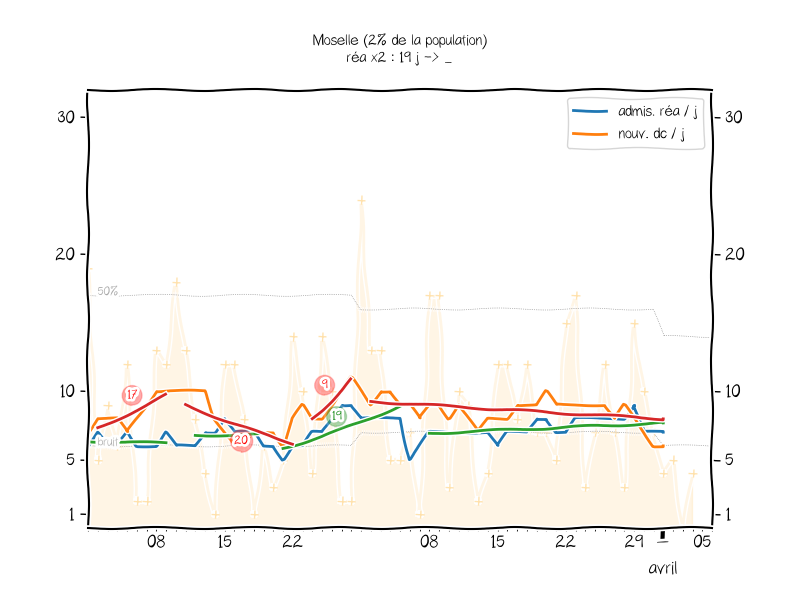 Moselle (2% de la population)
réa x2 : 19 j -> _
admis. réa / j
nouv. dc / j
30
30
20
20
50%
17
9
19
20
10
10
bruit
5
5
1
1
08 15 22 08 15 22 29 1 05
avril